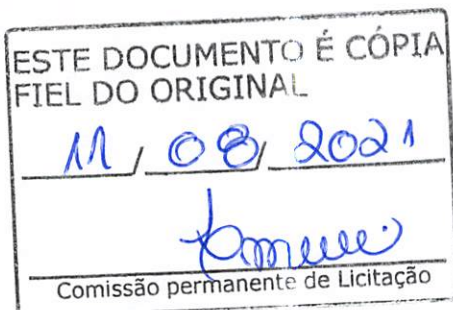 ESTE DOCUMENTO É CÓPIA
FIEL DO ORIGINAL
11 / 08 / 2021
Comissão permanente de Licitação